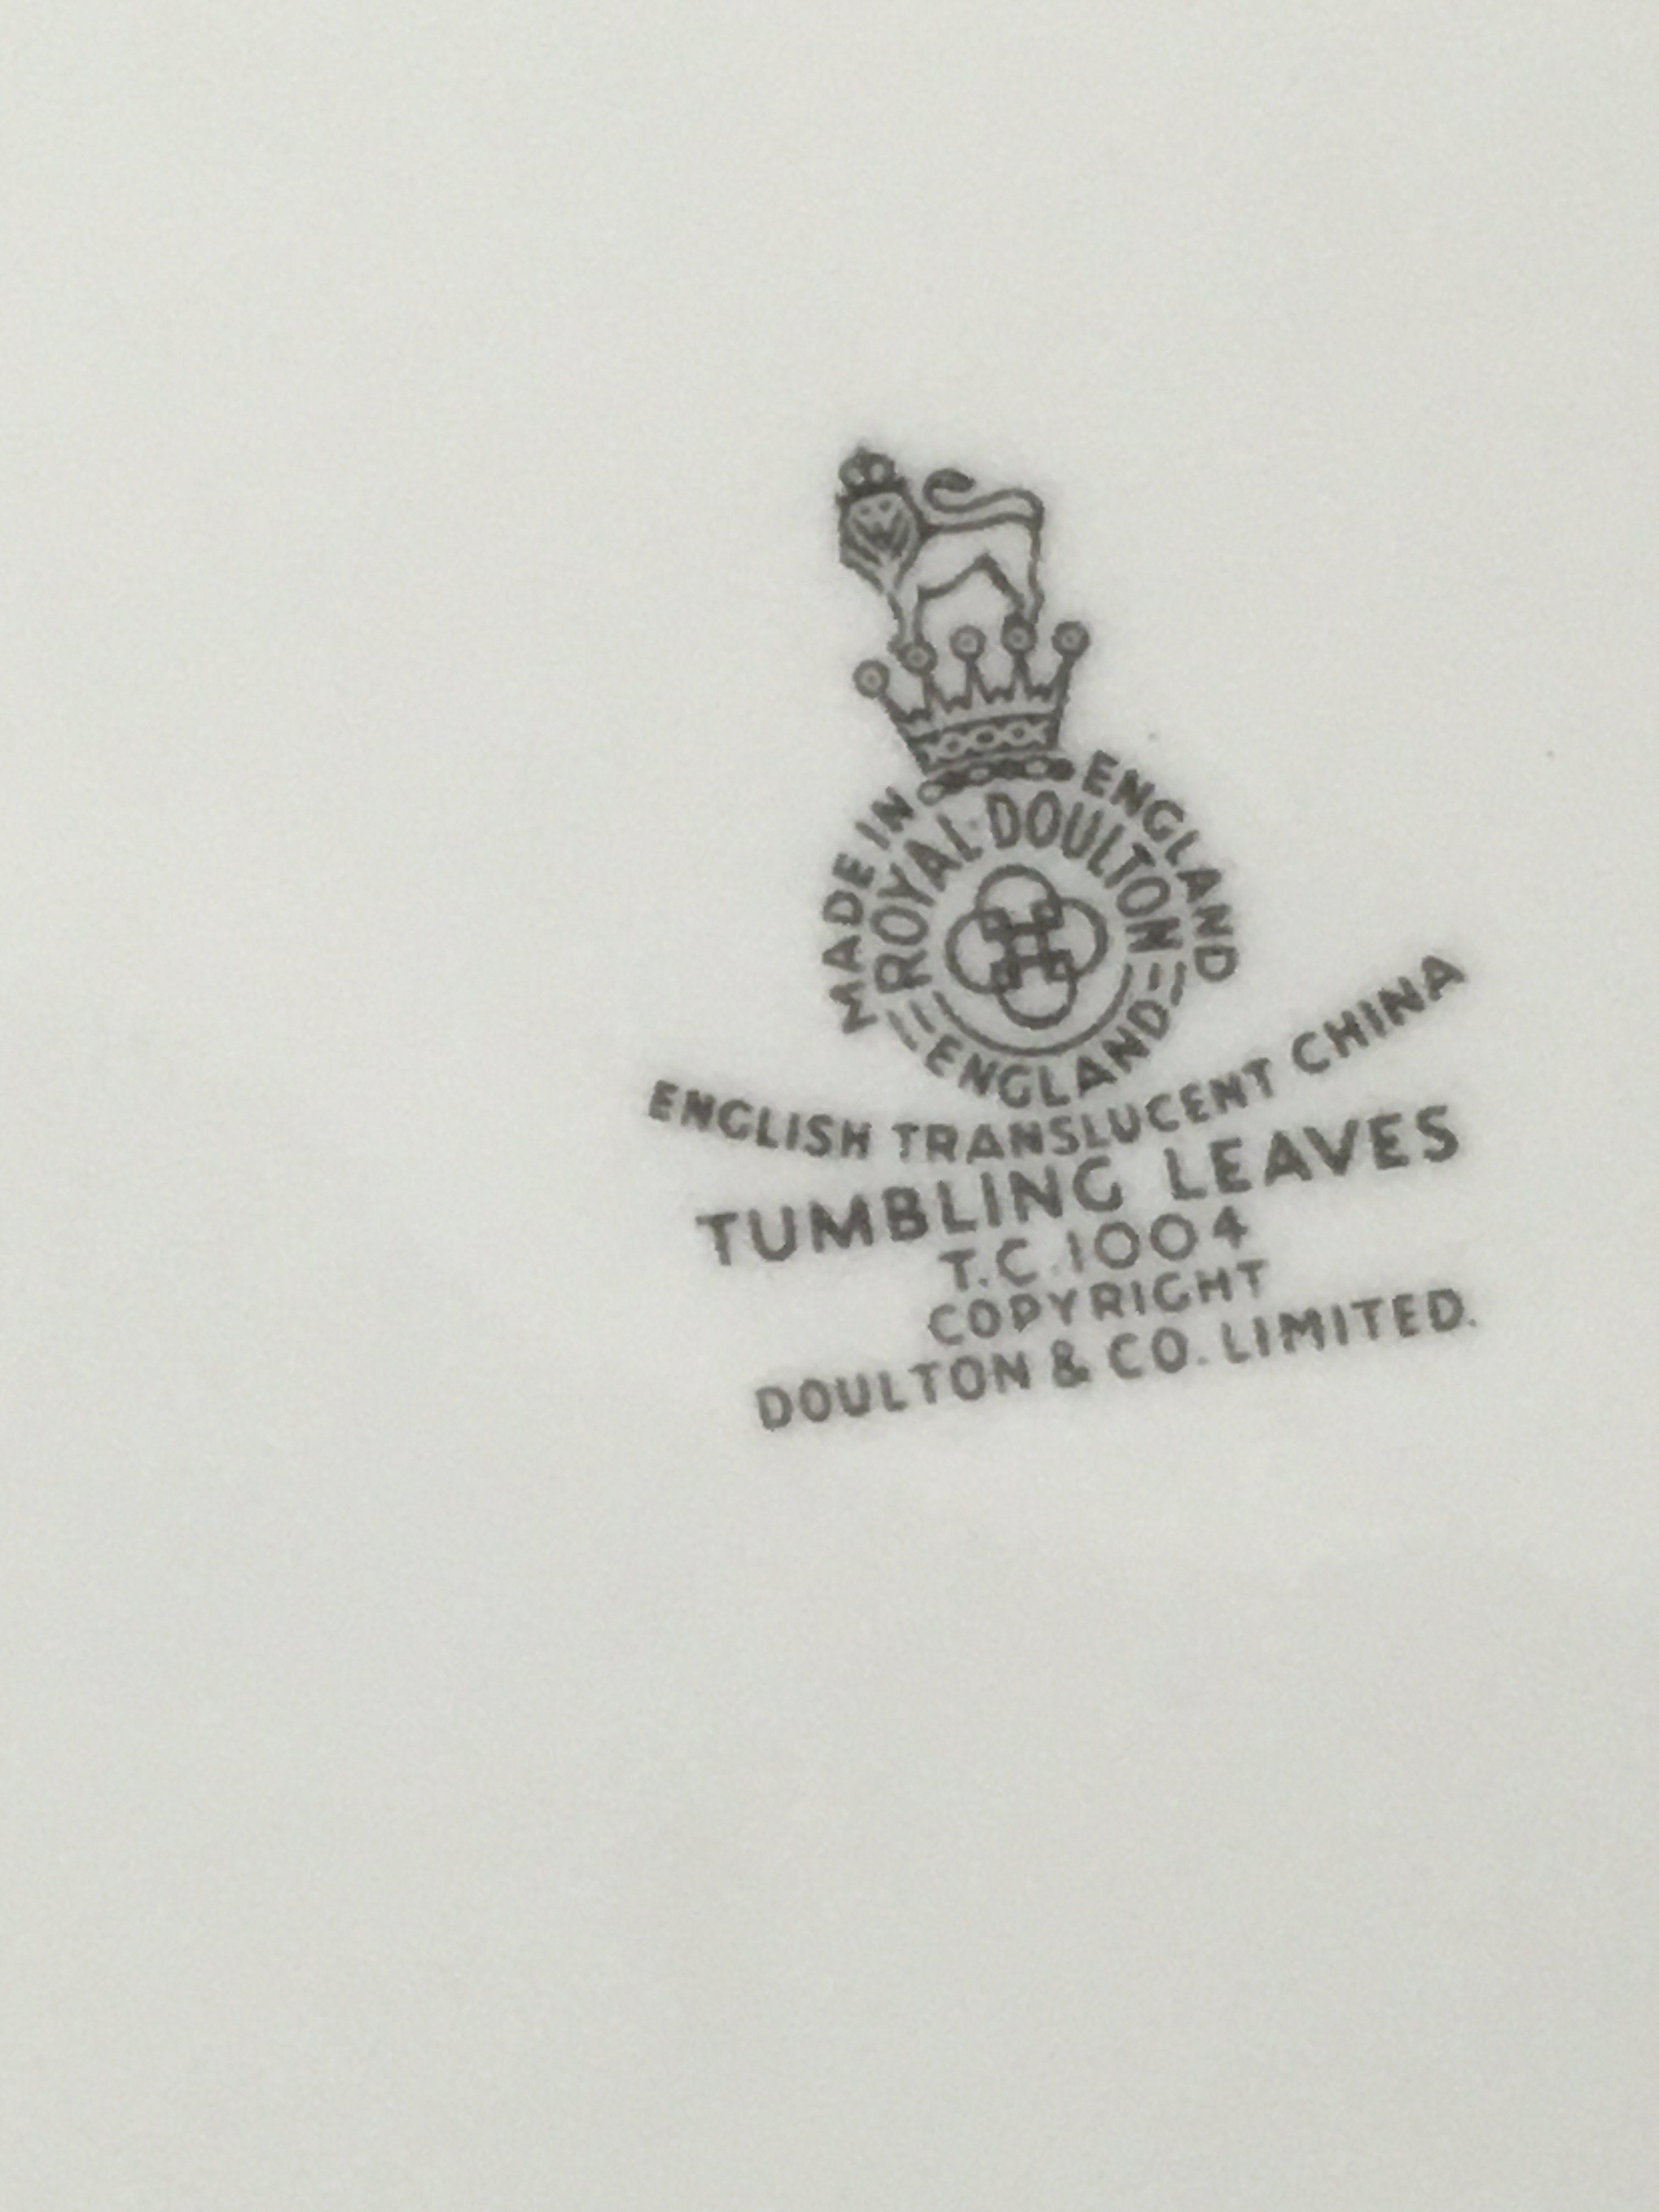 MADE IN ENGLAND
ROYAL DOULTON
ENGLAND
ENGLISH TRANSLUCENT CHINA
TUMBLING LEAVES
T.C.1004
COPYRIGHT
DOULTON & CO. LIMITED.